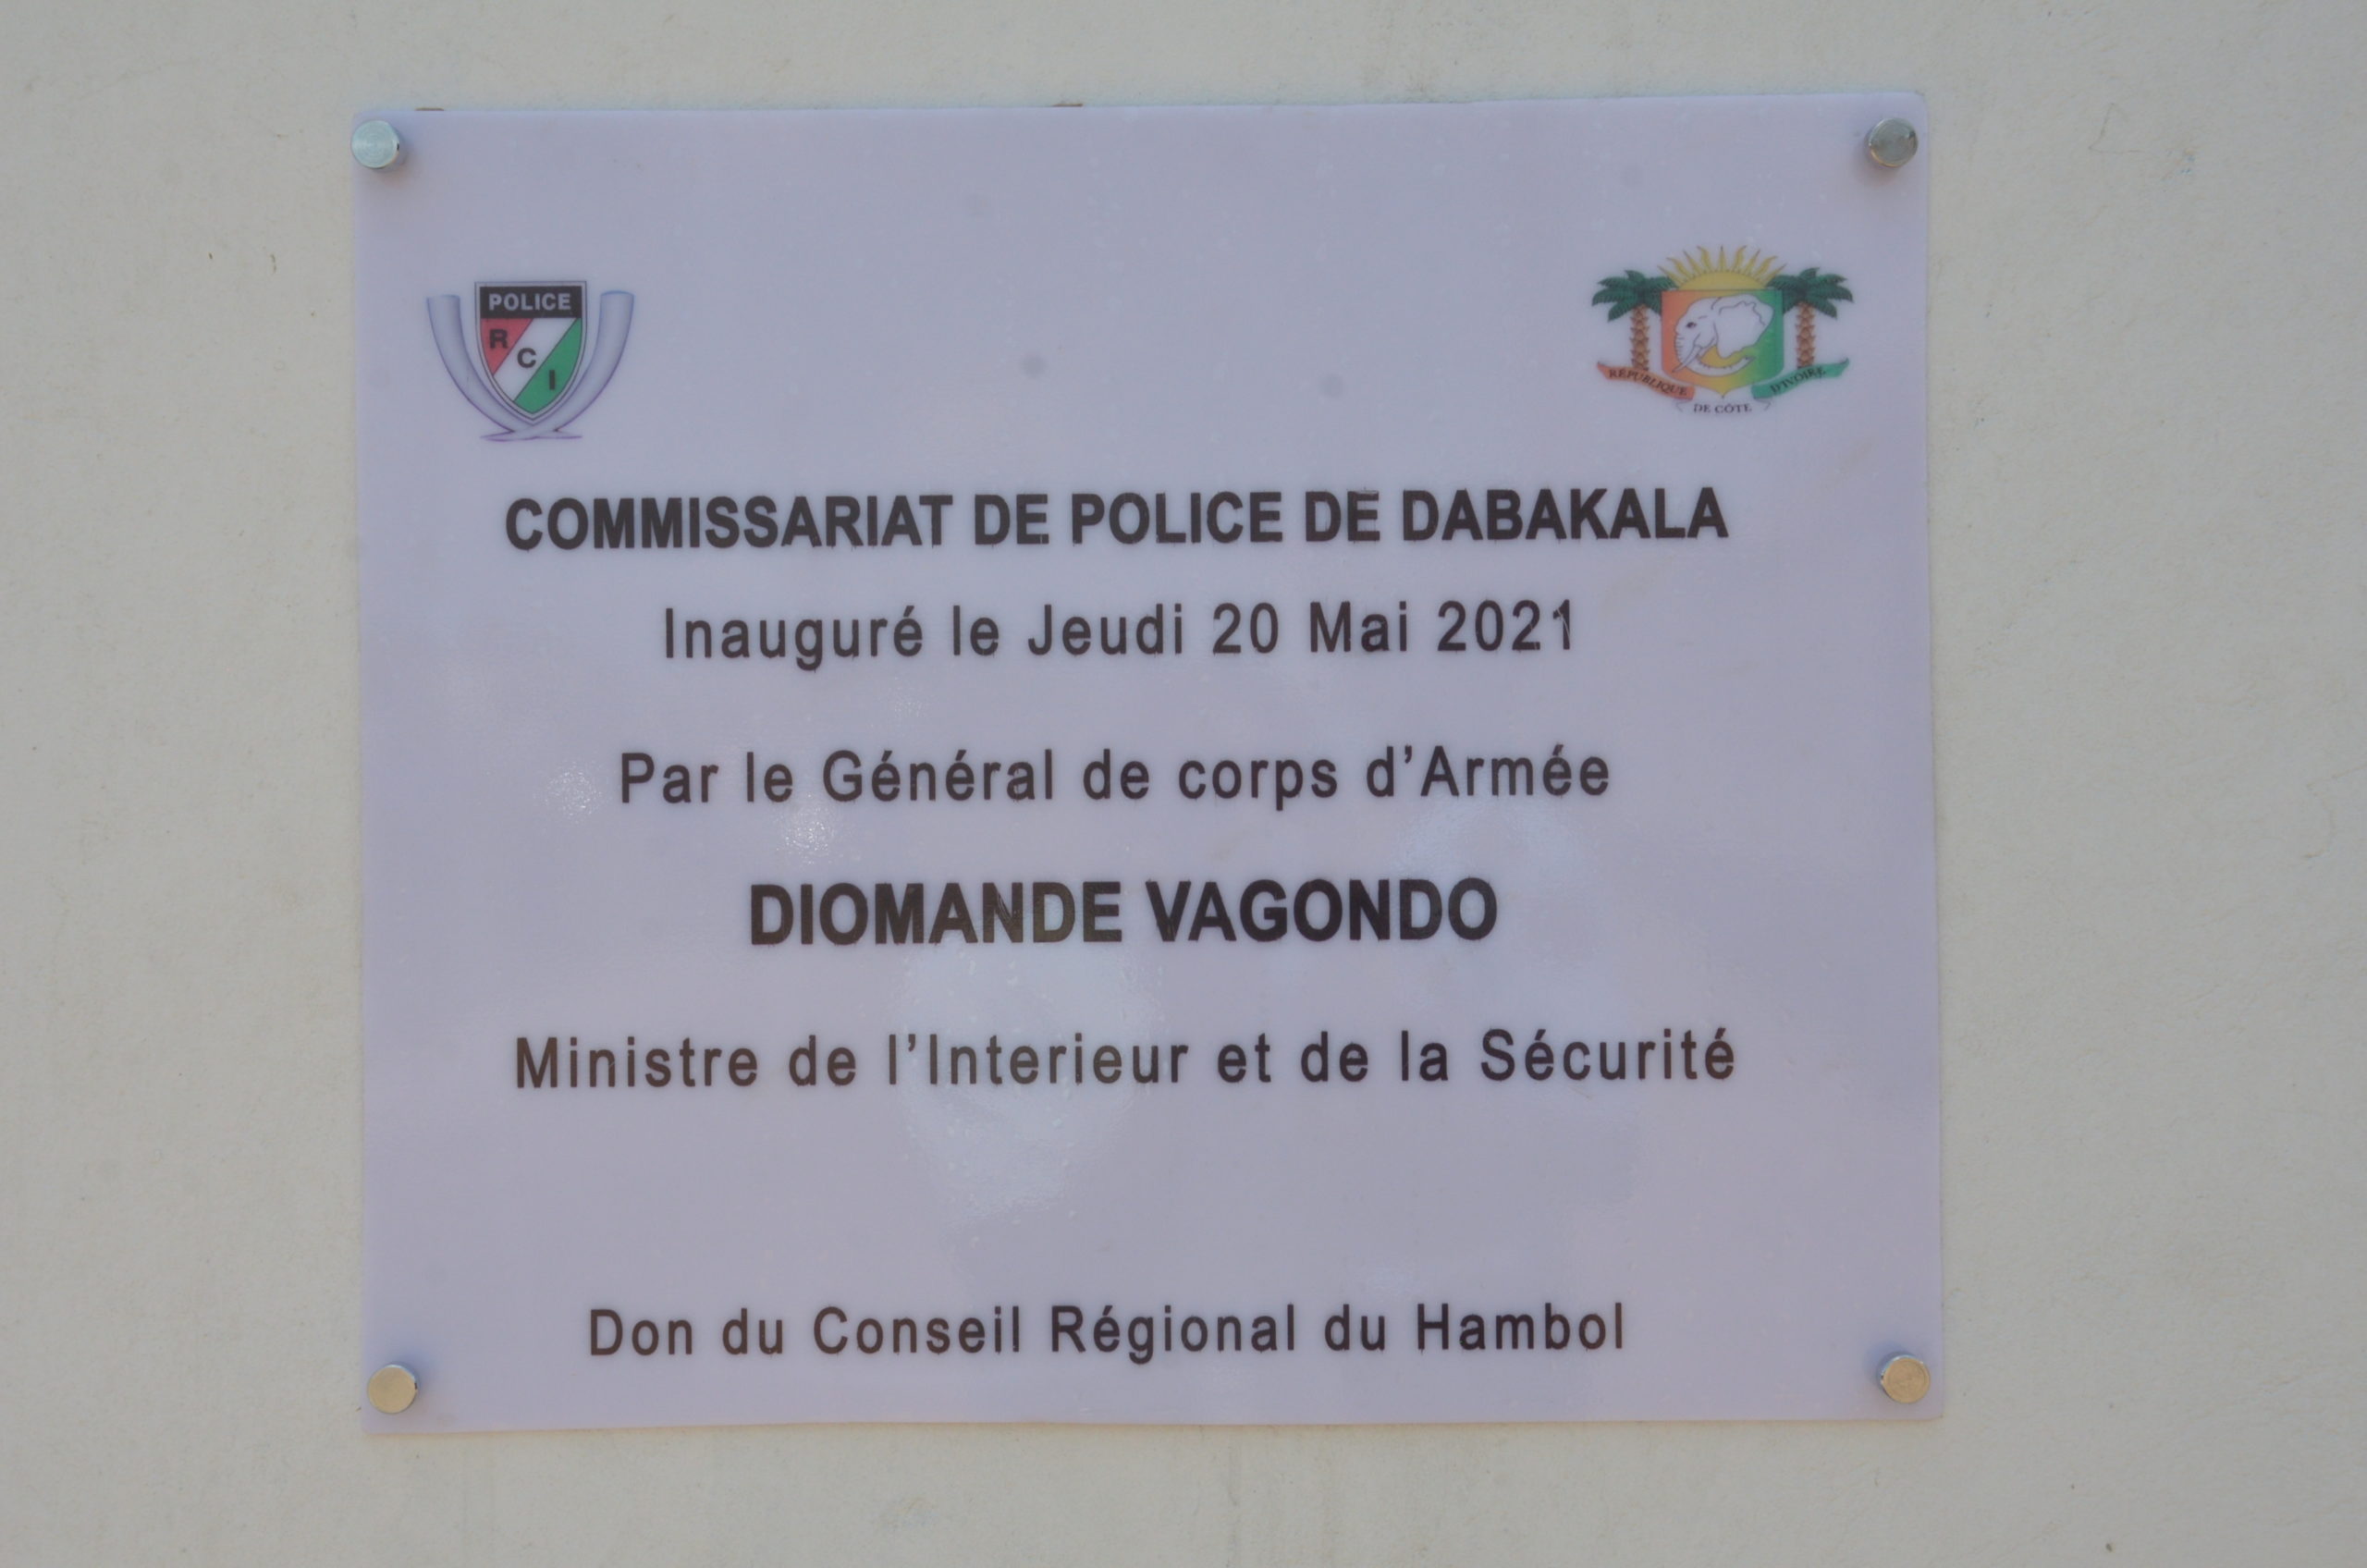 POLICE
R
C
I
RÉPUBLIQUE
DE CÔTE
D'IVOIRE
COMMISSARIAT DE POLICE DE DABAKALA
Inauguré le Jeudi 20 Mai 2021
Par le Général de corps d'Armée
DIOMANDE VAGONDO
Ministre de l'Interieur et de la Sécurité
Don du Conseil Régional du Hambol